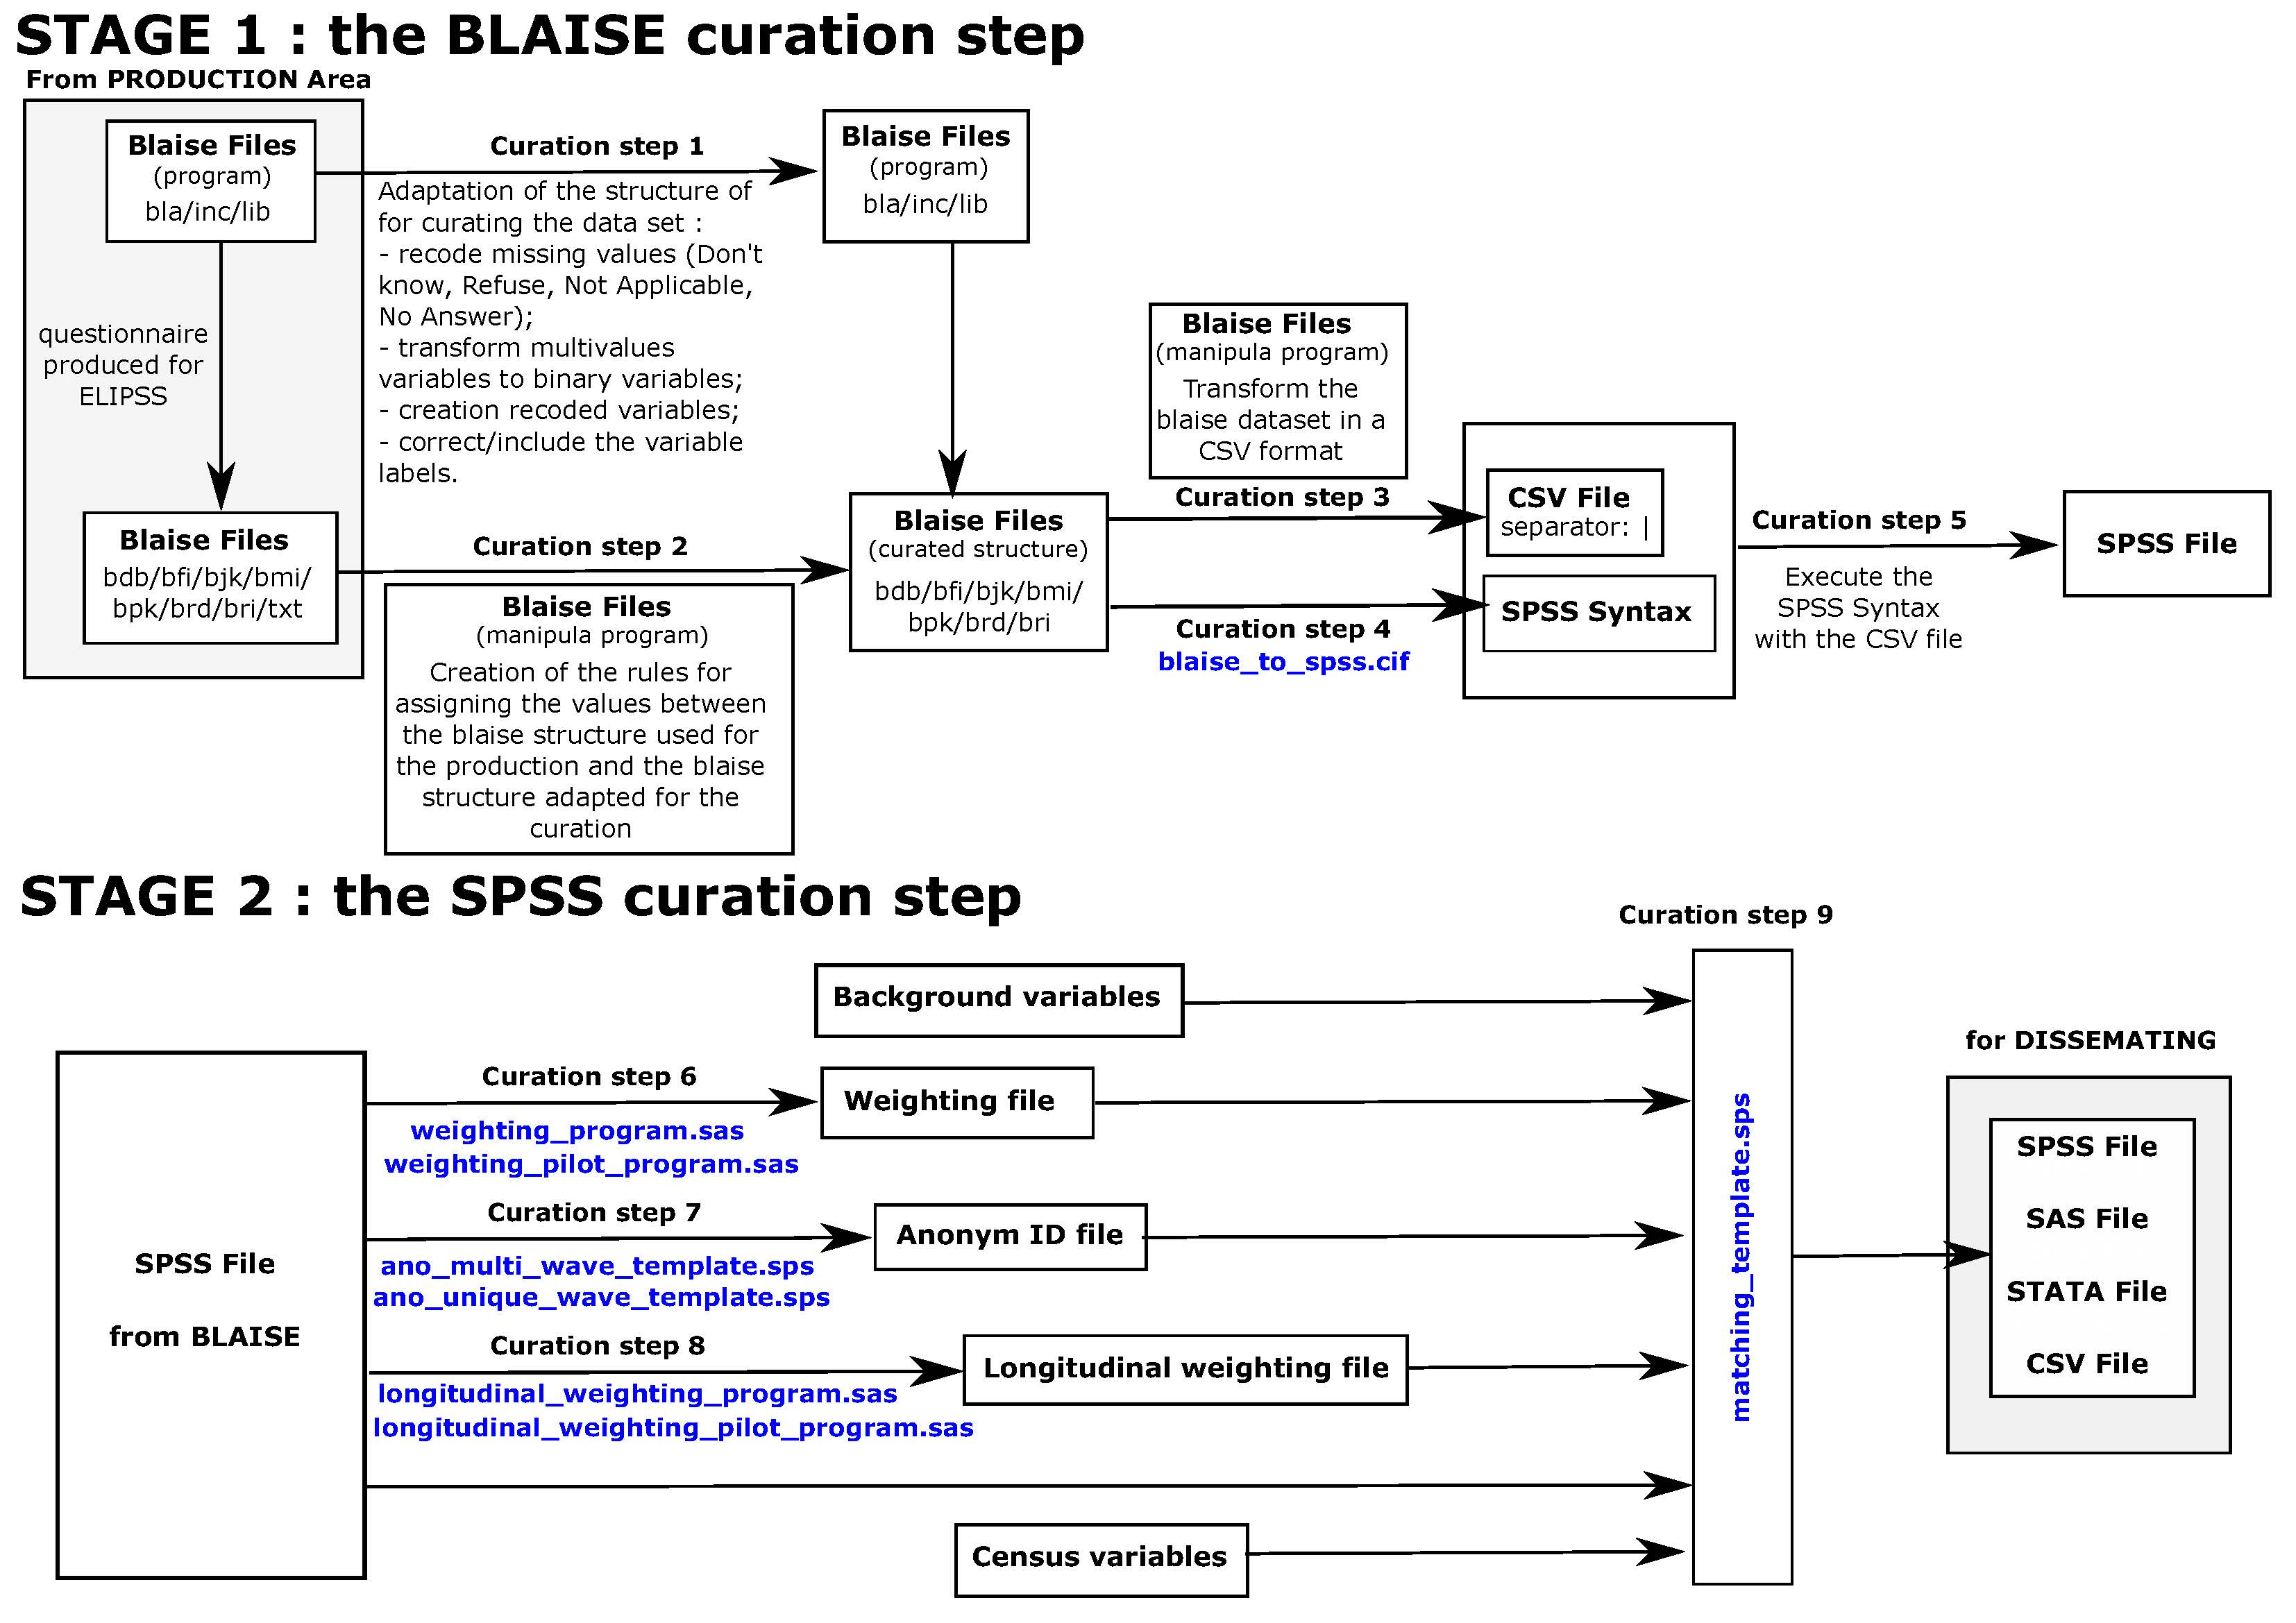 STAGE 1 : the BLAISE curation step
From PRODUCTION Area
Blaise Files
(program)
bla/inc/lib
questionnaire
produced for
ELIPSS
Blaise Files
bdb/bfi/bjk/bmi/
bpk/brd/bri/txt
Curation step 1
Adaptation of the structure of
for curating the data set :
- recode missing values (Don't
know, Refuse, Not Applicable,
No Answer);
- transform multivalues
variables to binary variables;
- creation recoded variables;
- correct/include the variable
labels.
Curation step 2
Blaise Files
(manipula program)
Creation of the rules for
assigning the values between
the blaise structure used for
the production and the blaise
structure adapted for the
curation
Blaise Files
(program)
bla/inc/lib
Blaise Files
(curated structure)
bdb/bfi/bjk/bmi/
bpk/brd/bri
Blaise Files
(manipula program)
Transform the
blaise dataset in a
CSV format
Curation step 3
Curation step 4
blaise_to_spss.cif
CSV File
separator: |
SPSS Syntax
Curation step 5
Execute the
SPSS Syntax
with the CSV file
SPSS File
STAGE 2 : the SPSS curation step
SPSS File
from BLAISE
Background variables
Curation step 6
weighting_program.sas
weighting_pilot_program.sas
Weighting file
Curation step 7
ano_multi_wave_template.sps
ano_unique_wave_template.sps
Anonym ID file
Curation step 8
longitudinal_weighting_program.sas
longitudinal_weighting_pilot_program.sas
Longitudinal weighting file
Census variables
Curation step 9
matching_template.sps
for DISSEMATING
SPSS File
SAS File
STATA File
CSV File